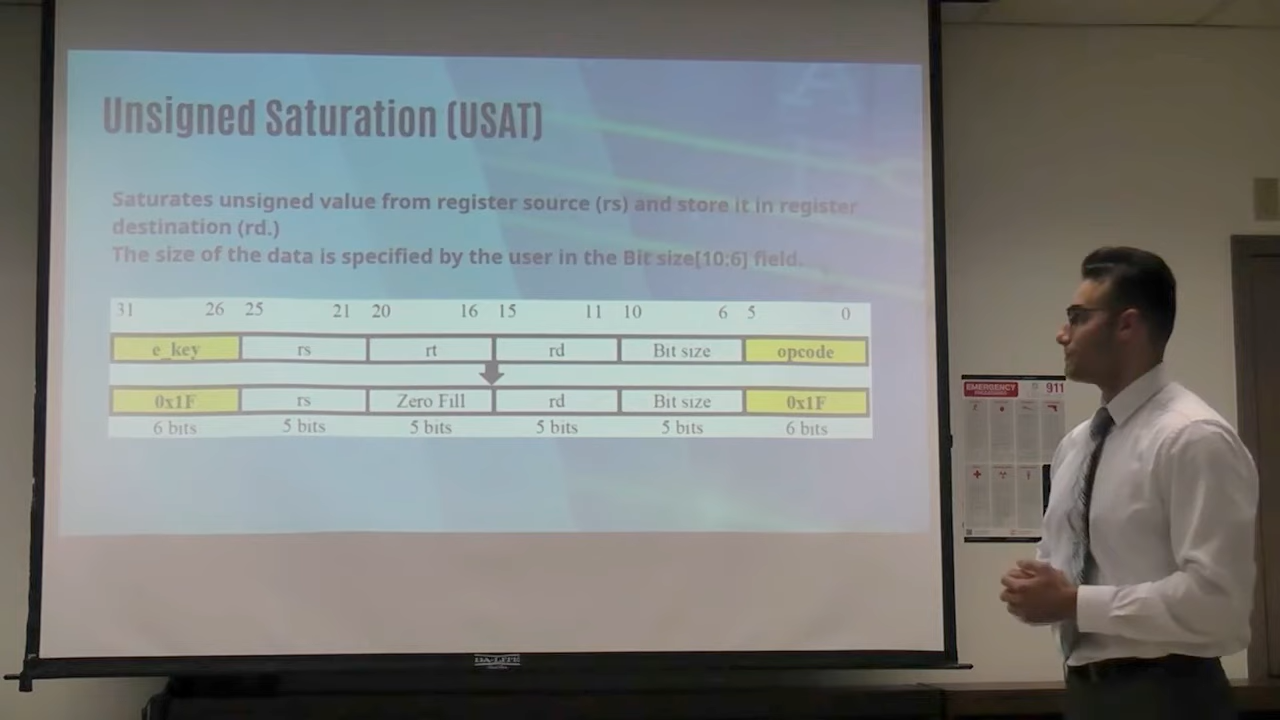 Unsigned Saturation (USAT)
Saturates unsigned value from register source (rs) and store it in register
destination (rd.)
The size of the data is specified by the user in the Bit size[10:6] field.
31 26 25 21 20 16 15 11 10 6 5 0
e_key rs rt rd Bit size opcode
0x1F rs Zero Fill rd Bit size 0x1F
6 bits 5 bits 5 bits 5 bits 5 bits 6 bits
EMERGENCY 911
DA-LITE